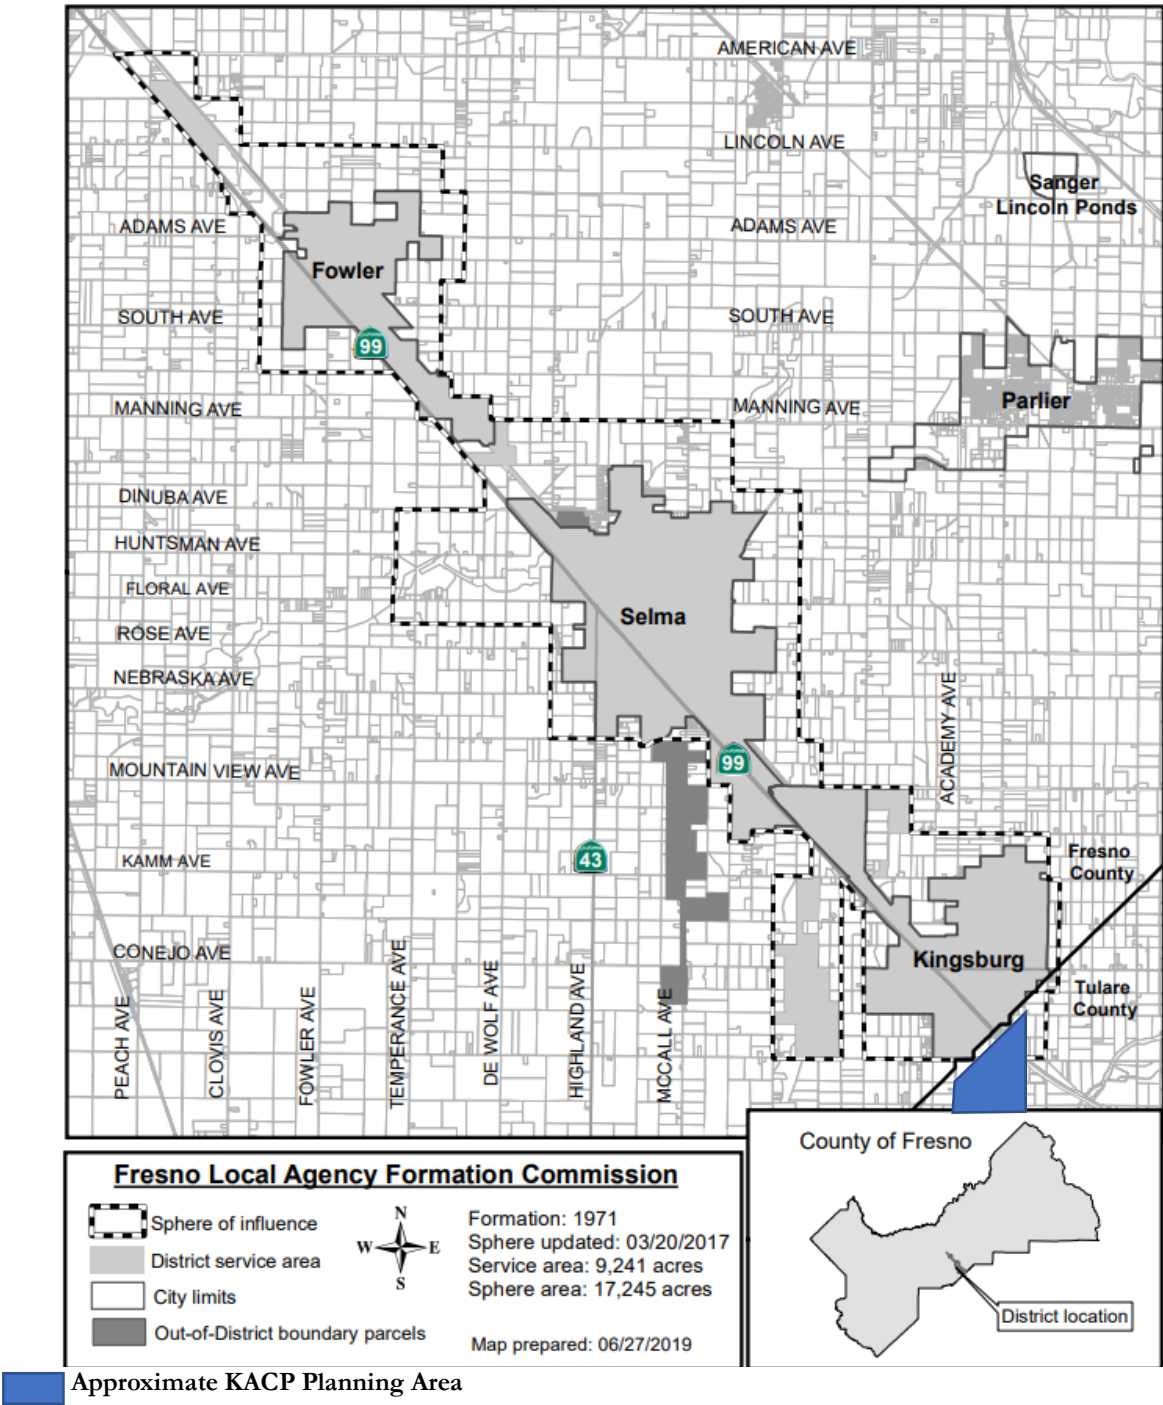 AMERICAN AVE
LINCOLN AVE
Sanger
Lincoln Ponds
ADAMS AVE
ADAMS AVE
Fowler
SOUTH AVE
SOUTH AVE
CALIFORNIA
99
MANNING AVE
MANNING AVE
Parlier
DINUBA AVE
HUNTSMAN AVE
FLORAL AVE
Selma
ROSE AVE
NEBRASKA AVE
ACADEMY AVE
MOUNTAIN VIEW AVE
CALIFORNIA
99
KAMM AVE
CALIFORNIA
43
Fresno
County
CONEJO AVE
Kingsburg
Tulare
County
PEACH AVE
CLOVIS AVE
FOWLER AVE
TEMPERANCE AVE
DE WOLF AVE
HIGHLAND AVE
MCCALL AVE
County of Fresno
District location
Fresno Local Agency Formation Commission
Sphere of influence
District service area
City limits
Out-of-District boundary parcels
N
W E
S
Formation: 1971
Sphere updated: 03/20/2017
Service area: 9,241 acres
Sphere area: 17,245 acres
Map prepared: 06/27/2019
Approximate KACP Planning Area